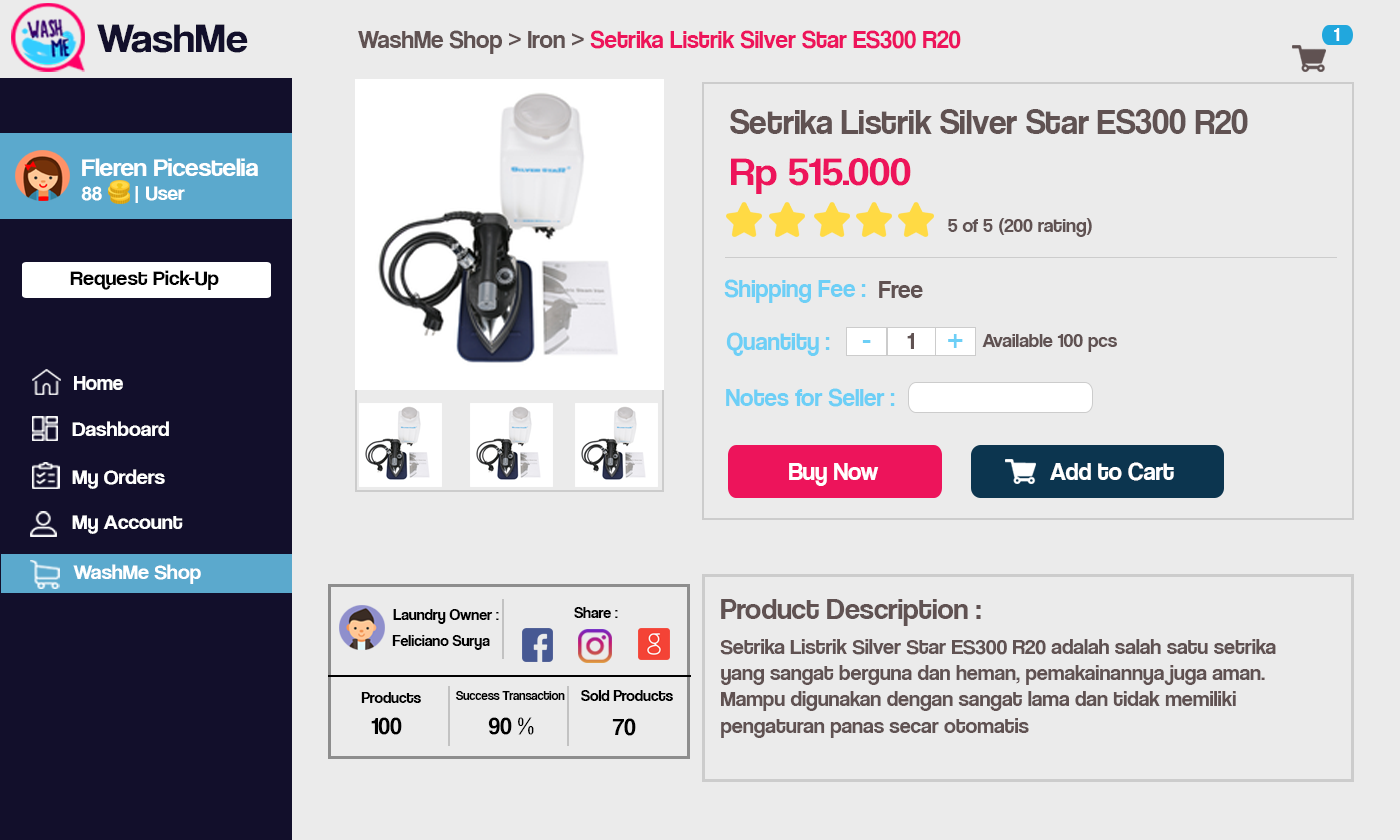 WASH
ME
WashMe
WashMe Shop > Iron > Setrika Listrik Silver Star ES300 R20
1
Fleren Picestelia
88 | User
Request Pick-Up
Home
Dashboard
My Orders
My Account
WashMe Shop
SILVER STAR
Setrika Listrik Silver Star ES300 R20
Rp 515.000
5 of 5 (200 rating)
Shipping Fee : Free
Quantity : - 1 + Available 100 pcs
Notes for Seller :
Buy Now
Add to Cart
Laundry Owner :
Feliciano Surya
Share :
Products
100
Success Transaction
90 %
Sold Products
70
Product Description :
Setrika Listrik Silver Star ES300 R20 adalah salah satu setrika
yang sangat berguna dan heman, pemakainannya juga aman.
Mampu digunakan dengan sangat lama dan tidak memiliki
pengaturan panas secar otomatis